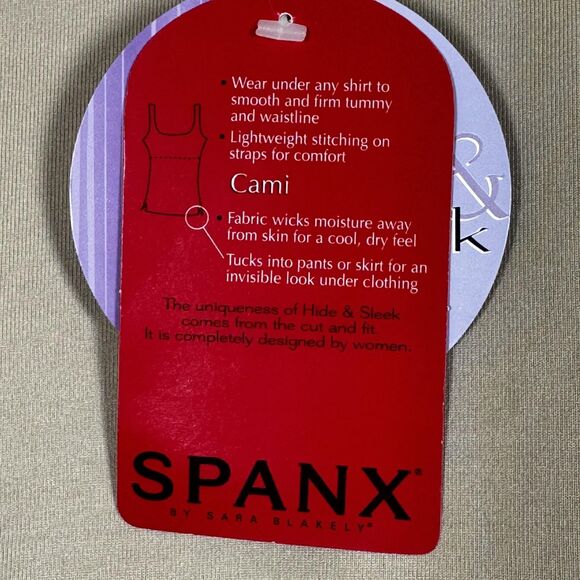 • Wear under any shirt to
smooth and firm tummy
and waistline
• Lightweight stitching on
straps for comfort
Cami
• Fabric wicks moisture away
from skin for a cool, dry feel
Tucks into pants or skirt for an
invisible look under clothing
The uniqueness of Hide & Sleek
comes from the cut and fit.
It is completely designed by women.
SPANX®
BY SARA BLAKELY®
&
k